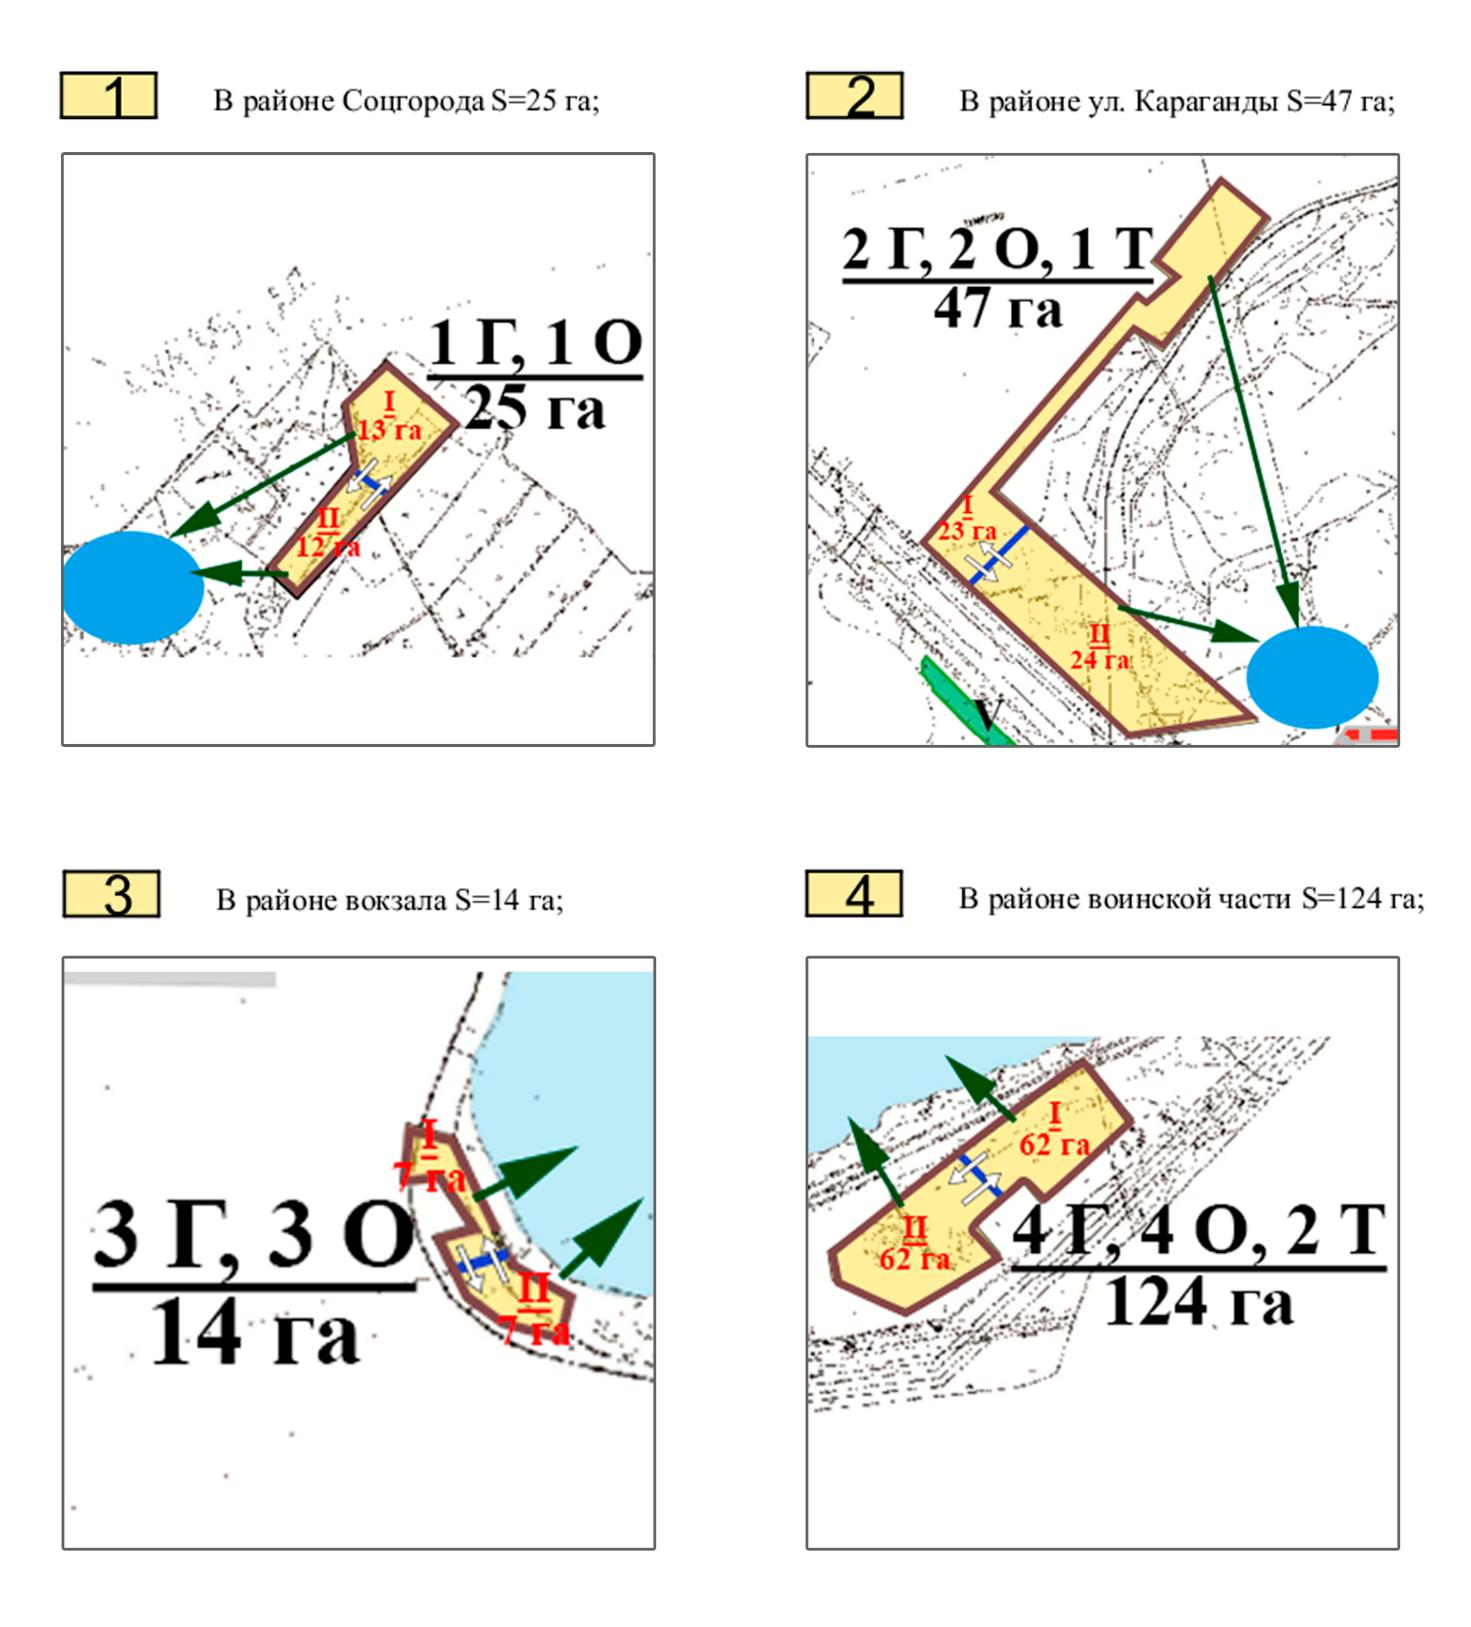 1 В районе Соцгорода S=25 га;
1 Г, 1 О
25 га
I
13 га
II
12 га
2 В районе ул. Караганды S=47 га;
2 Г, 2 О, 1 Т
47 га
I
23 га
II
24 га
V
3 В районе вокзала S=14 га;
I
7 га
3 Г, 3 О
14 га
II
7 га
4 В районе воинской части S=124 га;
I
62 га
4 Г, 4 О, 2 Т
124 га
II
62 га